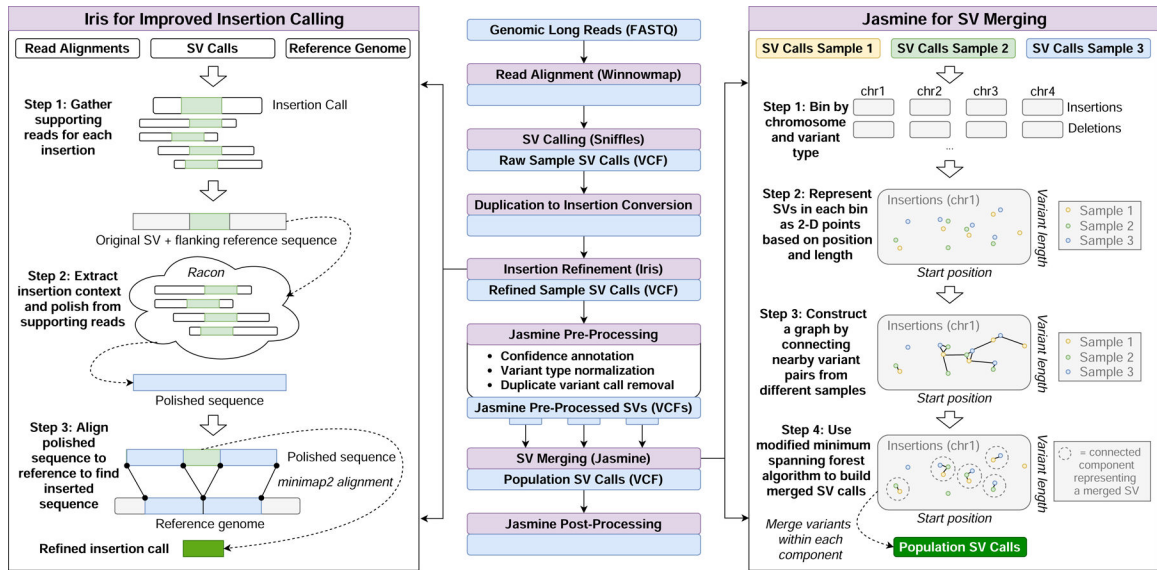 Iris for Improved Insertion Calling
Read Alignments
SV Calls
Reference Genome
Step 1: Gather
supporting
reads for each
insertion
Insertion Call
Original SV + flanking reference sequence
Step 2: Extract
insertion context
and polish from
supporting reads
Racon
Polished sequence
Step 3: Align
polished
sequence to
reference to find
inserted
sequence
Polished sequence
minimap2 alignment
Reference genome
Refined insertion call
Genomic Long Reads (FASTQ)
Read Alignment (Winnowmap)
SV Calling (Sniffles)
Raw Sample SV Calls (VCF)
Duplication to Insertion Conversion
Insertion Refinement (Iris)
Refined Sample SV Calls (VCF)
Jasmine Pre-Processing
• Confidence annotation
• Variant type normalization
• Duplicate variant call removal
Jasmine Pre-Processed SVs (VCFs)
SV Merging (Jasmine)
Population SV Calls (VCF)
Jasmine Post-Processing
Jasmine for SV Merging
SV Calls Sample 1
SV Calls Sample 2
SV Calls Sample 3
Step 1: Bin by
chromosome
and variant
type
chr1
chr2
chr3
chr4
Insertions
Deletions
...
Step 2: Represent
SVs in each bin
as 2-D points
based on position
and length
Insertions (chr1)
Start position
Variant length
Sample 1
Sample 2
Sample 3
Step 3: Construct
a graph by
connecting
nearby variant
pairs from
different samples
Insertions (chr1)
Start position
Variant length
Sample 1
Sample 2
Sample 3
Step 4: Use
modified minimum
spanning forest
algorithm to build
merged SV calls
Insertions (chr1)
Start position
Variant length
= connected
component
representing
a merged SV
Merge variants
within each
component
Population SV Calls